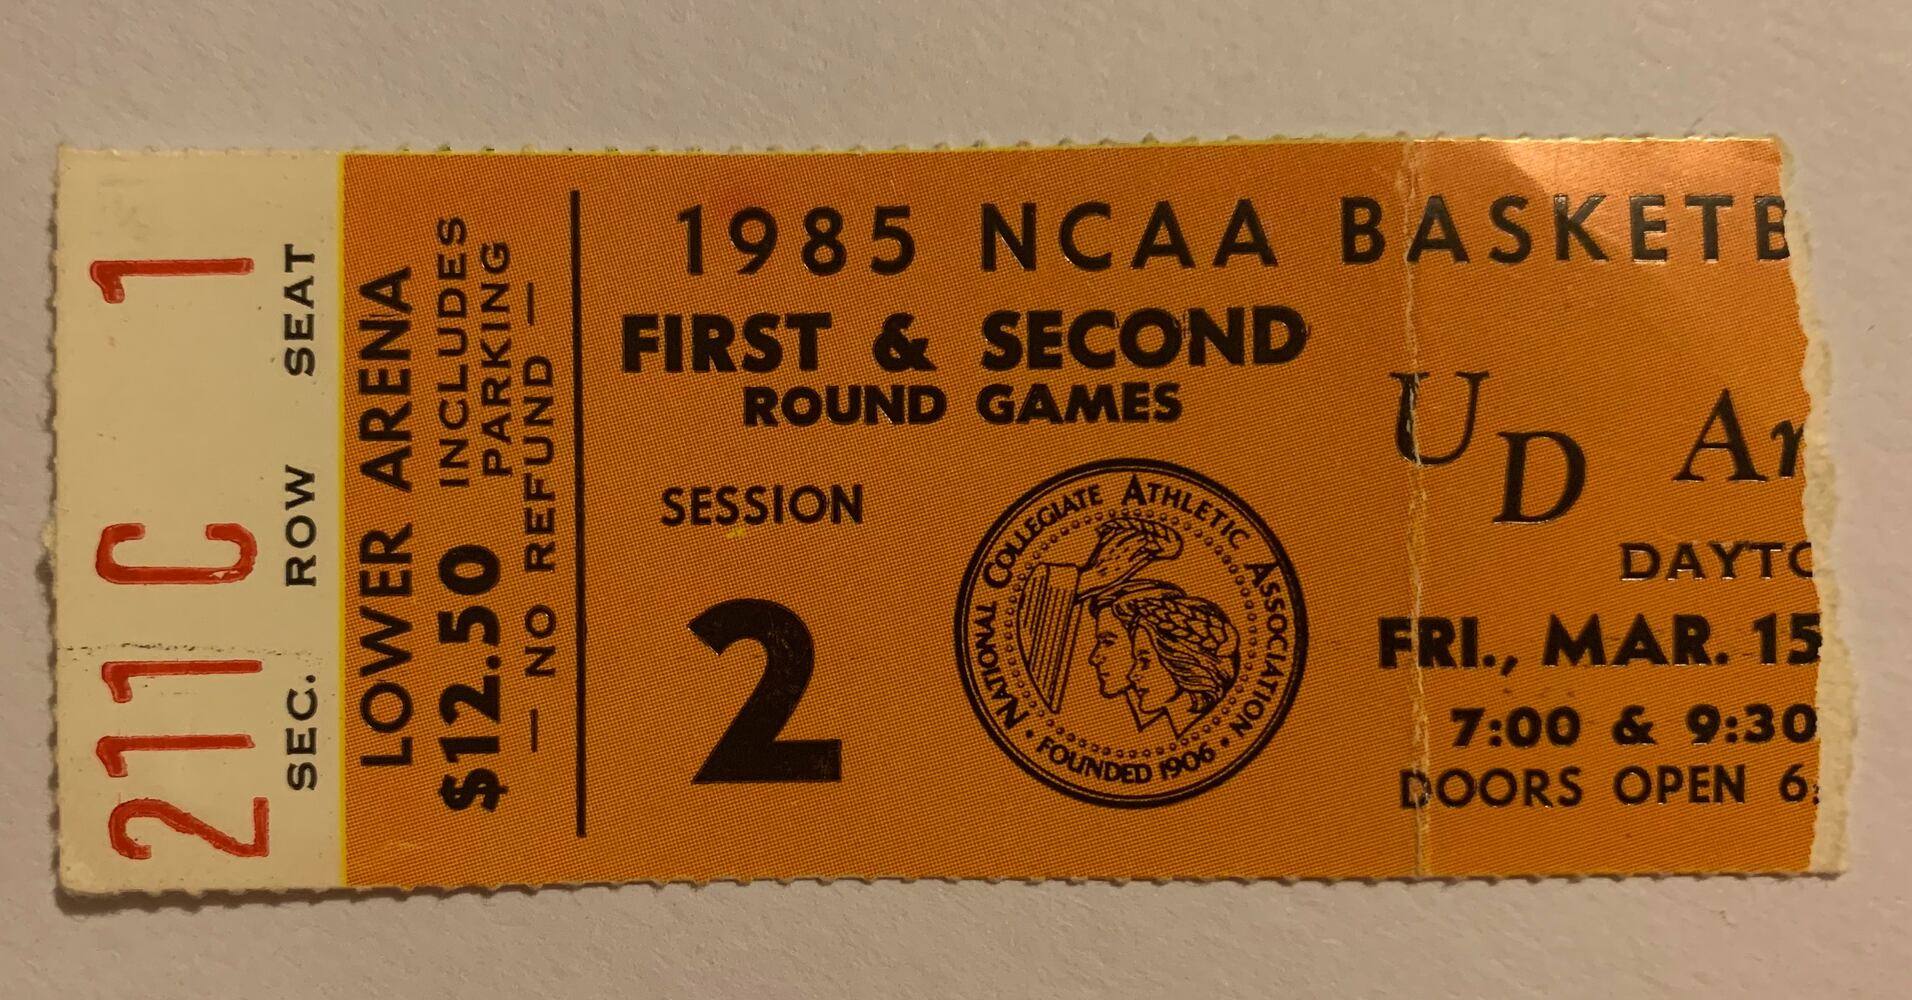 211 C 1
SEC. ROW SEAT
LOWER ARENA
$12.50 INCLUDES
PARKING
— NO REFUND —
1985 NCAA BASKETB
FIRST & SECOND
ROUND GAMES
SESSION
2
NATIONAL COLLEGIATE ATHLETIC ASSOCIATION
• FOUNDED 1906 •
UD Ar
DAYTO
FRI., MAR. 15
7:00 & 9:30
DOORS OPEN 6: